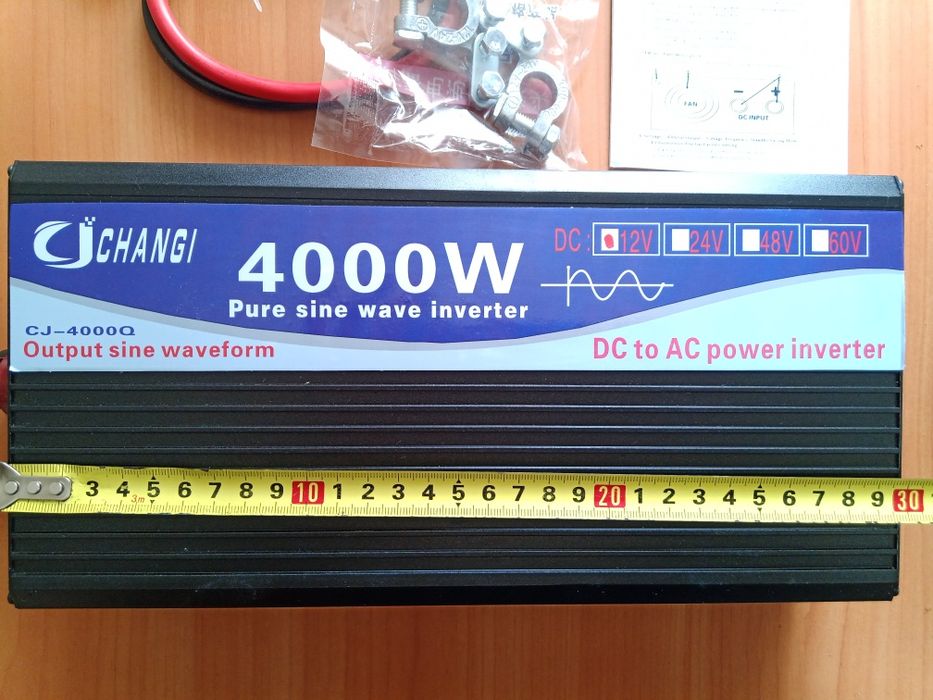 FAN
DC INPUT
CJ CHANGI
4000W
DC: 12V 24V 48V 60V
Pure sine wave inverter
CJ-4000Q
Output sine waveform
DC to AC power inverter
3 4 5 6 7 8 9 10 1 2 3 4 5 6 7 8 9 20 1 2 3 4 5 6 7 8 9 30
3m